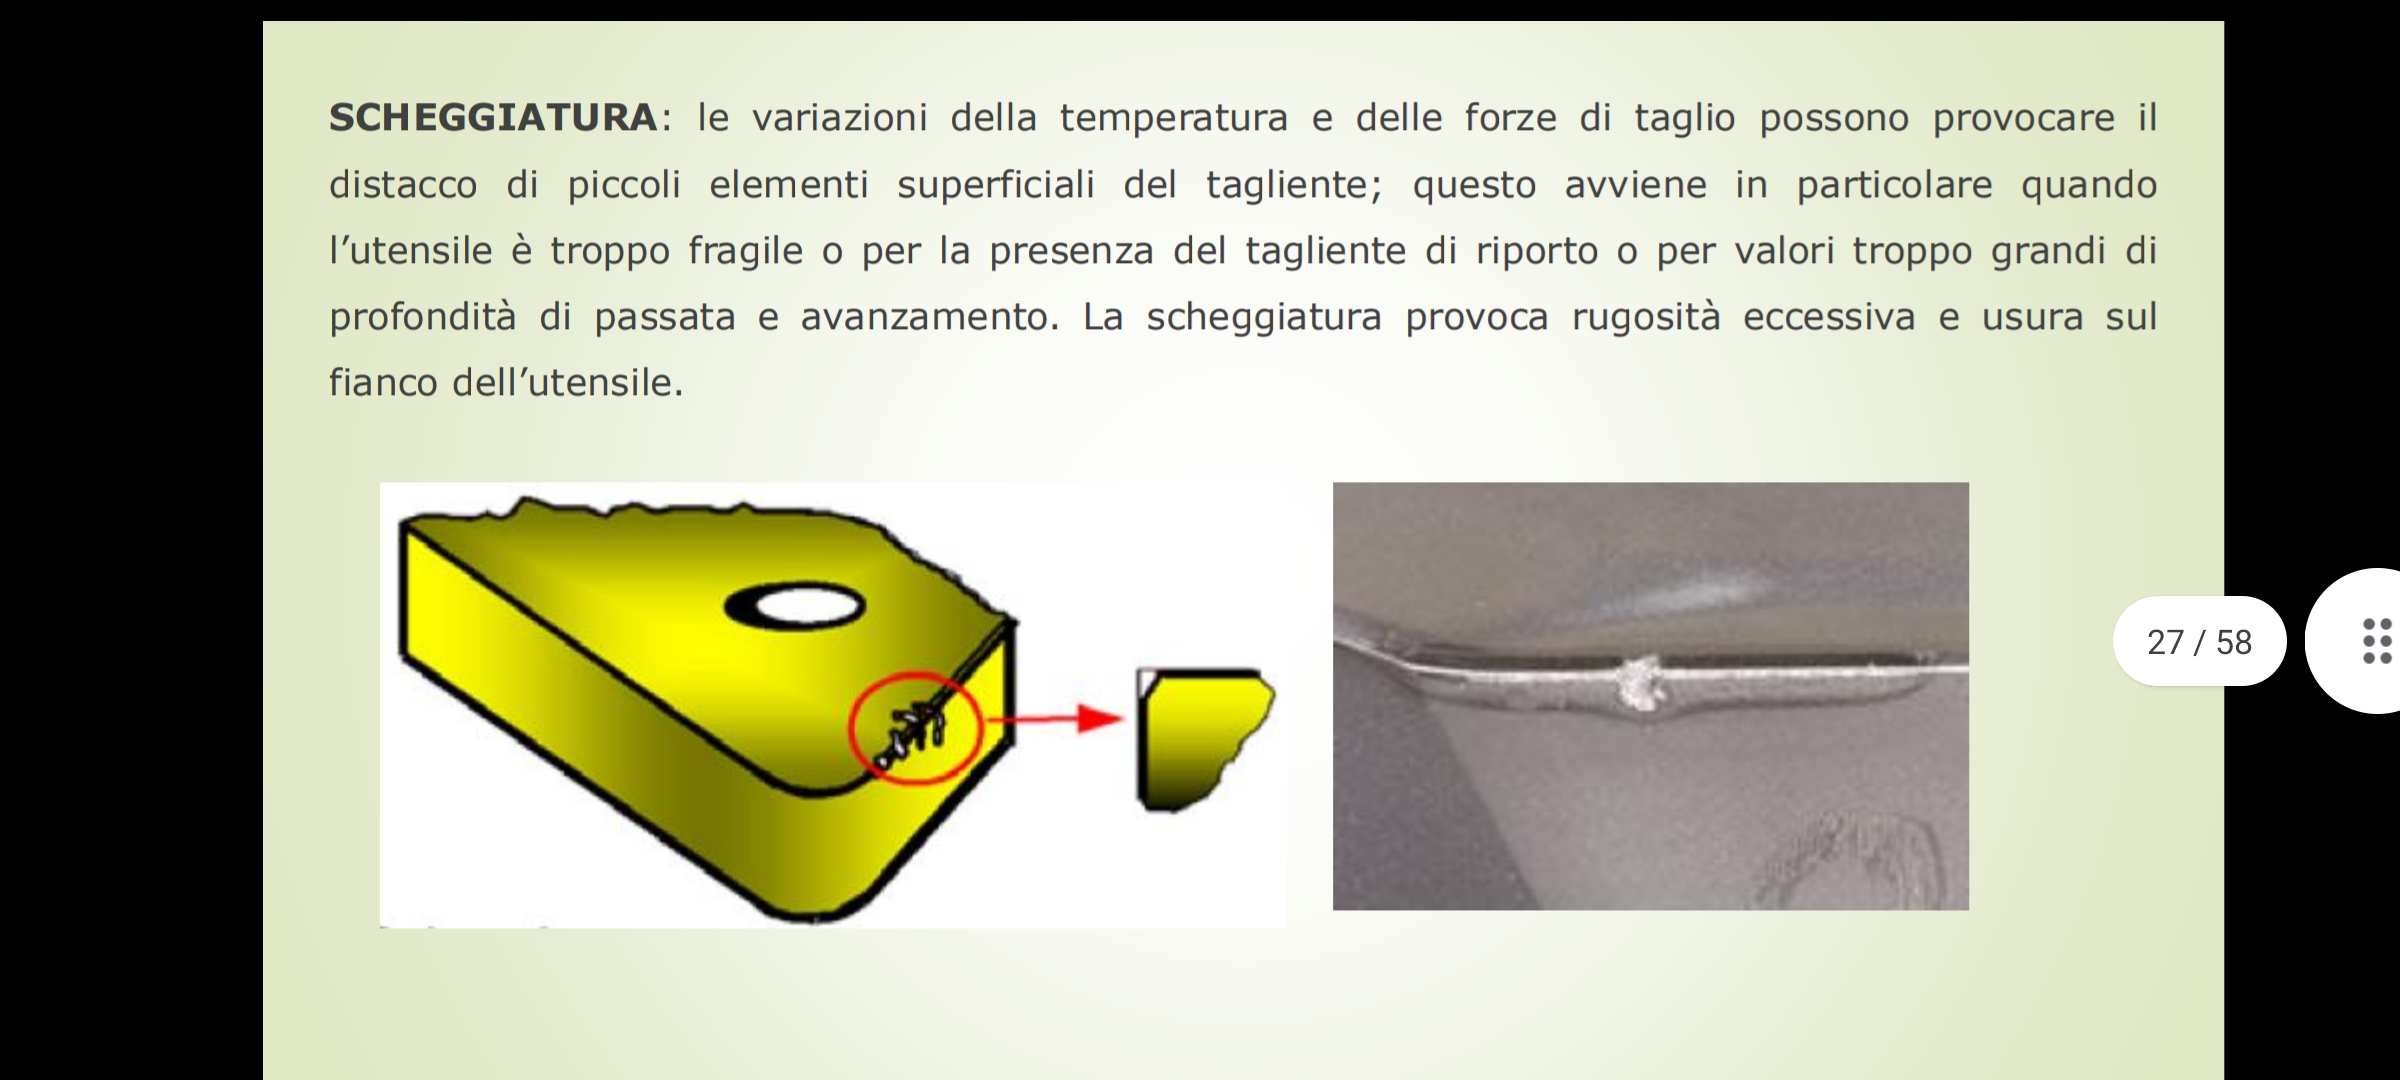 SCHEGGIATURA: le variazioni della temperatura e delle forze di taglio possono provocare il
distacco di piccoli elementi superficiali del tagliente; questo avviene in particolare quando
l’utensile è troppo fragile o per la presenza del tagliente di riporto o per valori troppo grandi di
profondità di passata e avanzamento. La scheggiatura provoca rugosità eccessiva e usura sul
fianco dell’utensile.
27 / 58